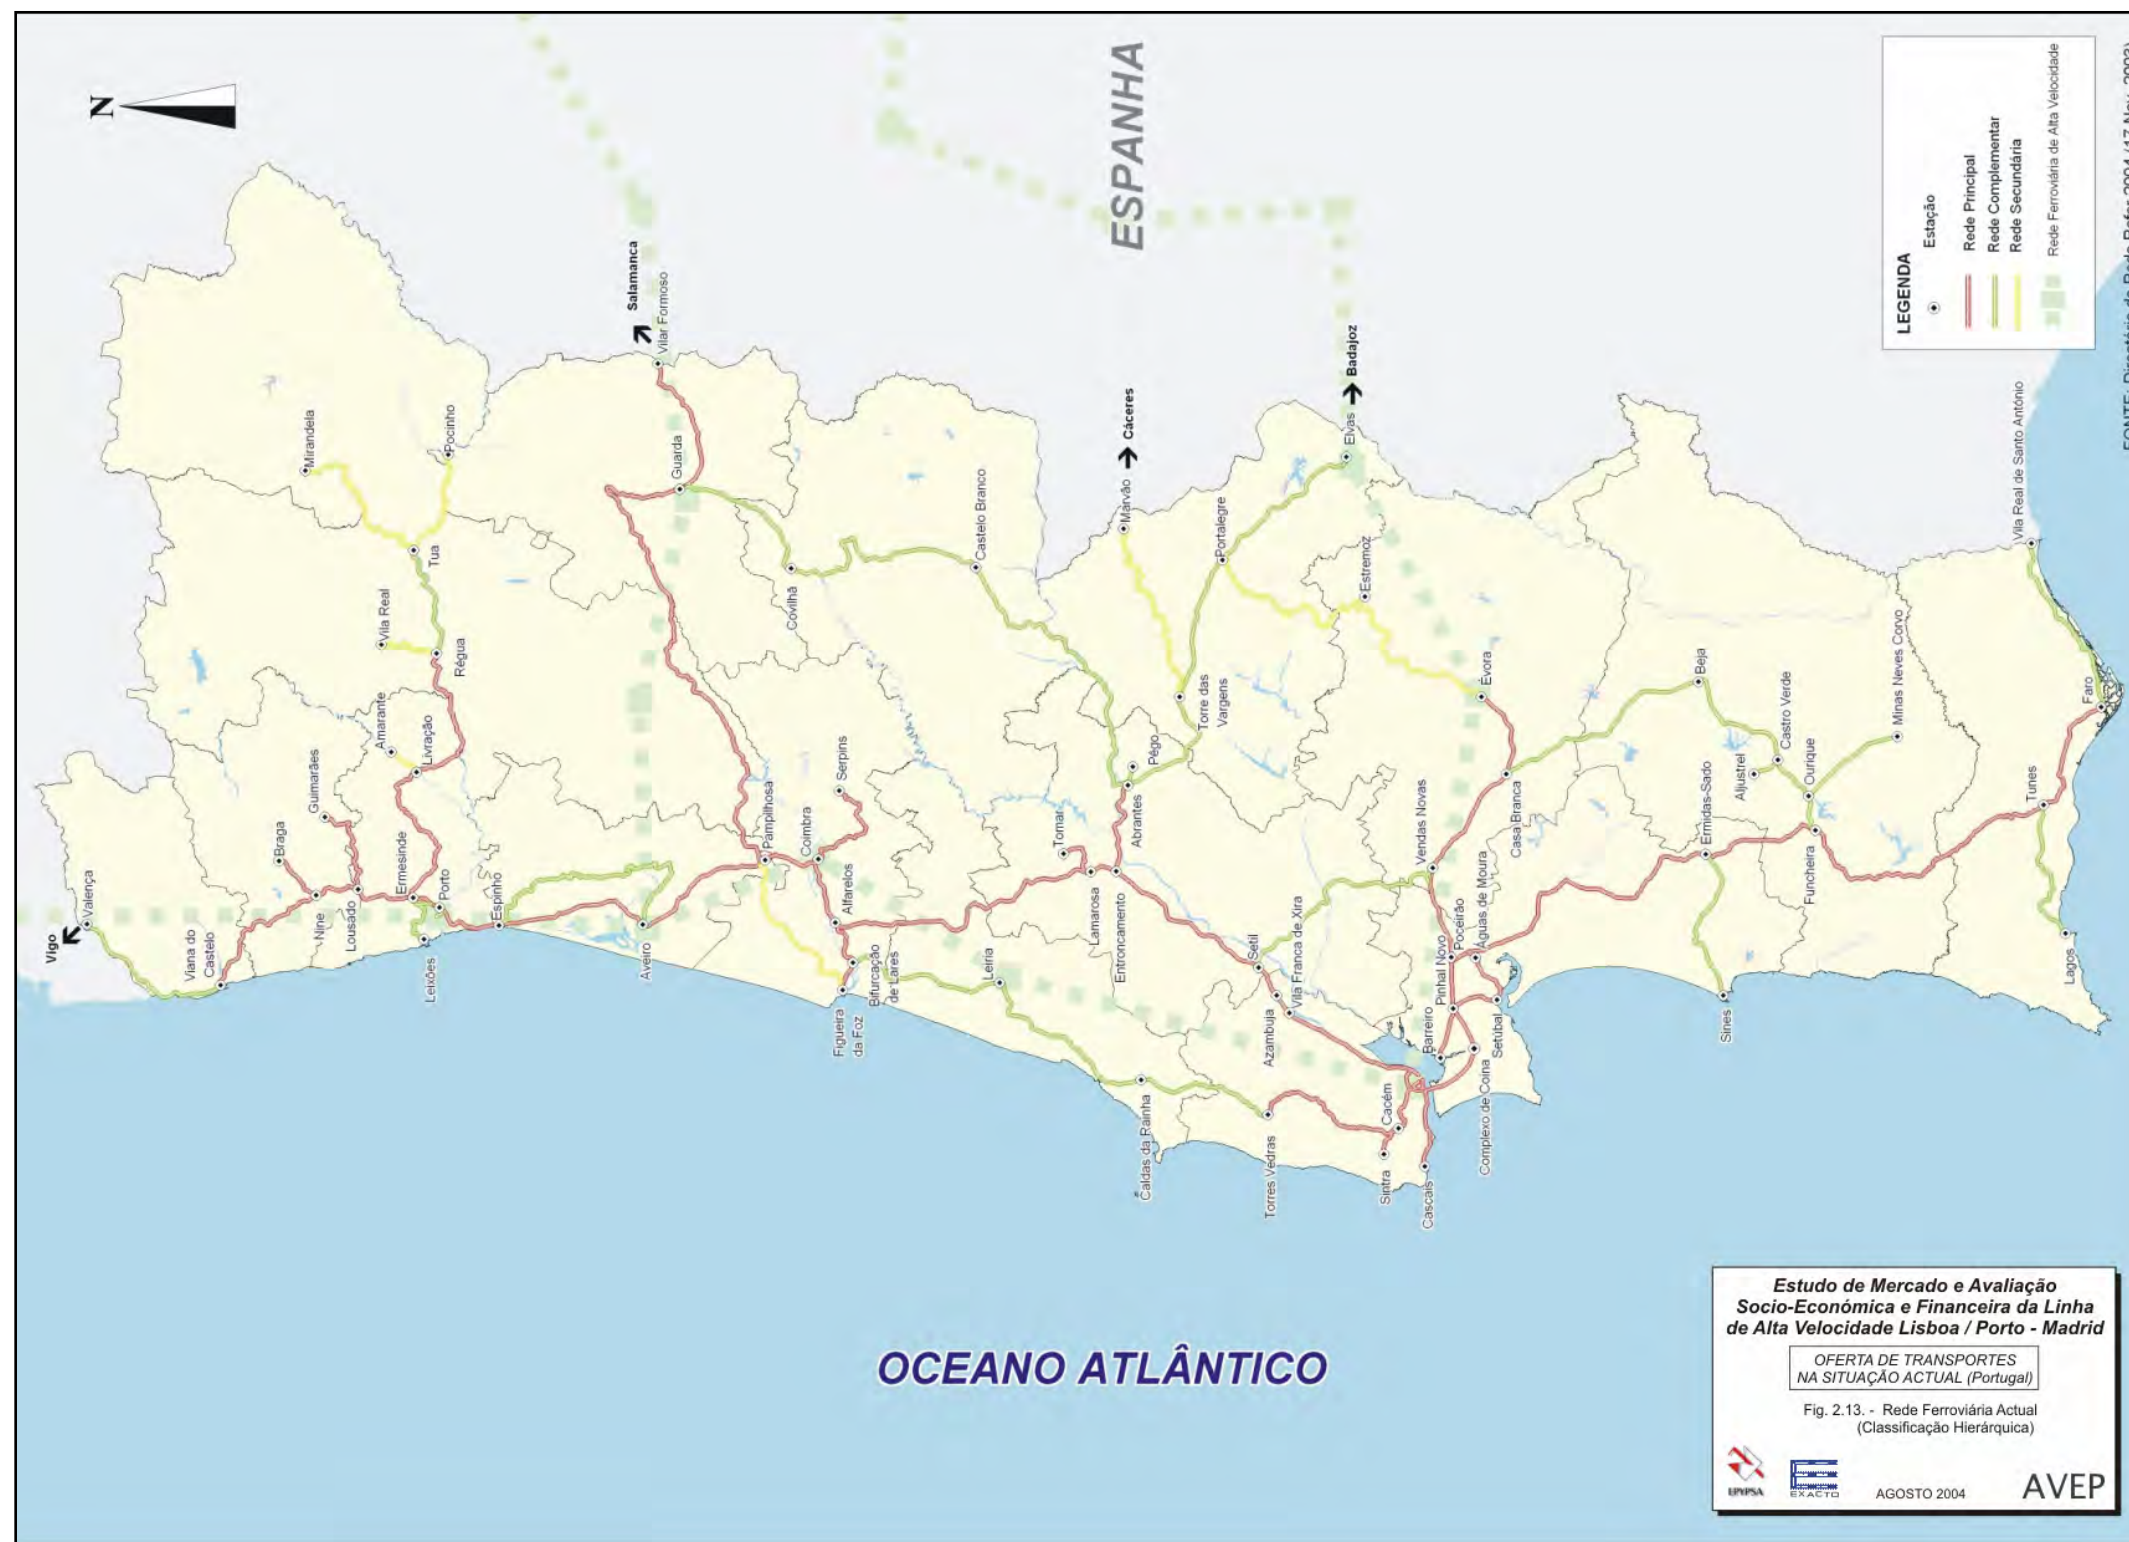 N
ESPANHA
Salamanca
Vilar Formoso
Mirandela
Pocinho
Guarda
Cáceres
Badajoz
Elvas
Marvão
Castelo Branco
Portalegre
Tua
Vila Real
Régua
Covilhã
Estremoz
Amarante
Livração
Guimarães
Torre das
Vargens
Évora
Beja
Castro Verde
Minas Neves Corvo
Vila Real de Santo António
Faro
Braga
Ermesinde
Porto
Espinho
Pampilhosa
Coimbra
Serpins
Alfarelos
Tomar
Abrantes
Pêgo
Vendas Novas
Casa Branca
Ermidas-Sado
Aljustrel
Ourique
Funcheira
Tunes
Valença
Vigo
Viana do
Castelo
Nine
Lousado
Leixões
Aveiro
Figueira
da Foz
Bifurcação
de Lares
Leiria
Lamarosa
Entroncamento
Setil
Vila Franca de Xira
Azambuja
Pinhal Novo
Poceirão
Águas de Moura
Barreiro
Setúbal
Complexo de Coina
Sines
Lagos
Caldas da Rainha
Torres Vedras
Sintra
Cacém
Cascais
LEGENDA
Estação
Rede Principal
Rede Complementar
Rede Secundária
Rede Ferroviária de Alta Velocidade
OCEANO ATLÂNTICO
Estudo de Mercado e Avaliação
Socio-Económica e Financeira da Linha
de Alta Velocidade Lisboa / Porto - Madrid
OFERTA DE TRANSPORTES
NA SITUAÇÃO ACTUAL (Portugal)
Fig. 2.13. - Rede Ferroviária Actual
(Classificação Hierárquica)
EPYPSA
EXACTO
AGOSTO 2004
AVEP